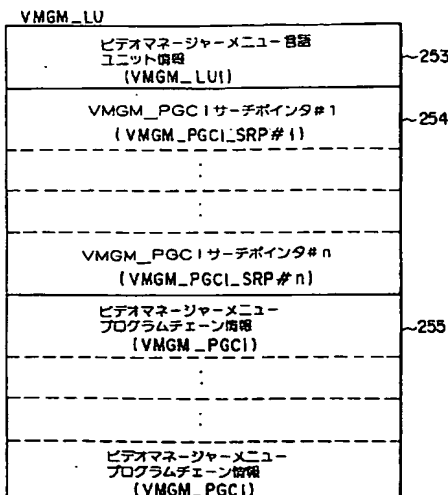 VMGM_LU
ビデオマネージャーメニュー言語
ユニット情報
(VMGM_LUI)
253
VMGM_PGCIサーチポインタ#1
(VMGM_PGCI_SRP#1)
254
VMGM_PGCIサーチポインタ#n
(VMGM_PGCI_SRP#n)
ビデオマネージャーメニュー
プログラムチェーン情報
(VMGM_PGCI)
255
ビデオマネージャーメニュー
プログラムチェーン情報
(VMGM_PGCI)